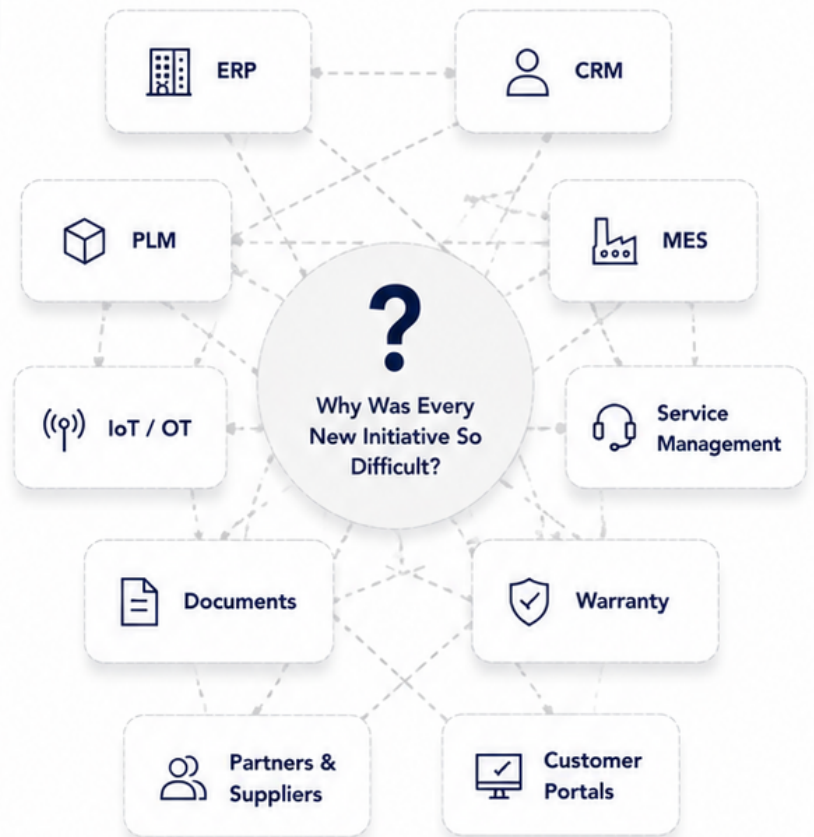 ERP
CRM
PLM
MES
?
Why Was Every
New Initiative So
Difficult?
IoT / OT
Service
Management
Documents
Warranty
Partners &
Suppliers
Customer
Portals